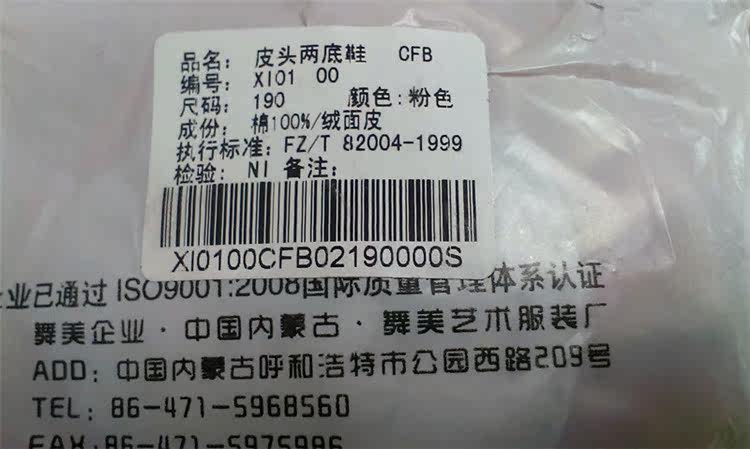 品名: 皮头两底鞋 CFB
编号: XI01 00
尺码: 190 颜色:粉色
成份: 棉100%/绒面皮
执行标准: FZ/T 82004-1999
检验: NI 备注:
XI0100CFB02190000S
企业已通过ISO9001:2008国际质量管理体系认证
舞美企业·中国内蒙古·舞美艺术服装厂
ADD: 中国内蒙古呼和浩特市公园西路209号
TEL: 86-471-5968560
FAX:86-471-5975986